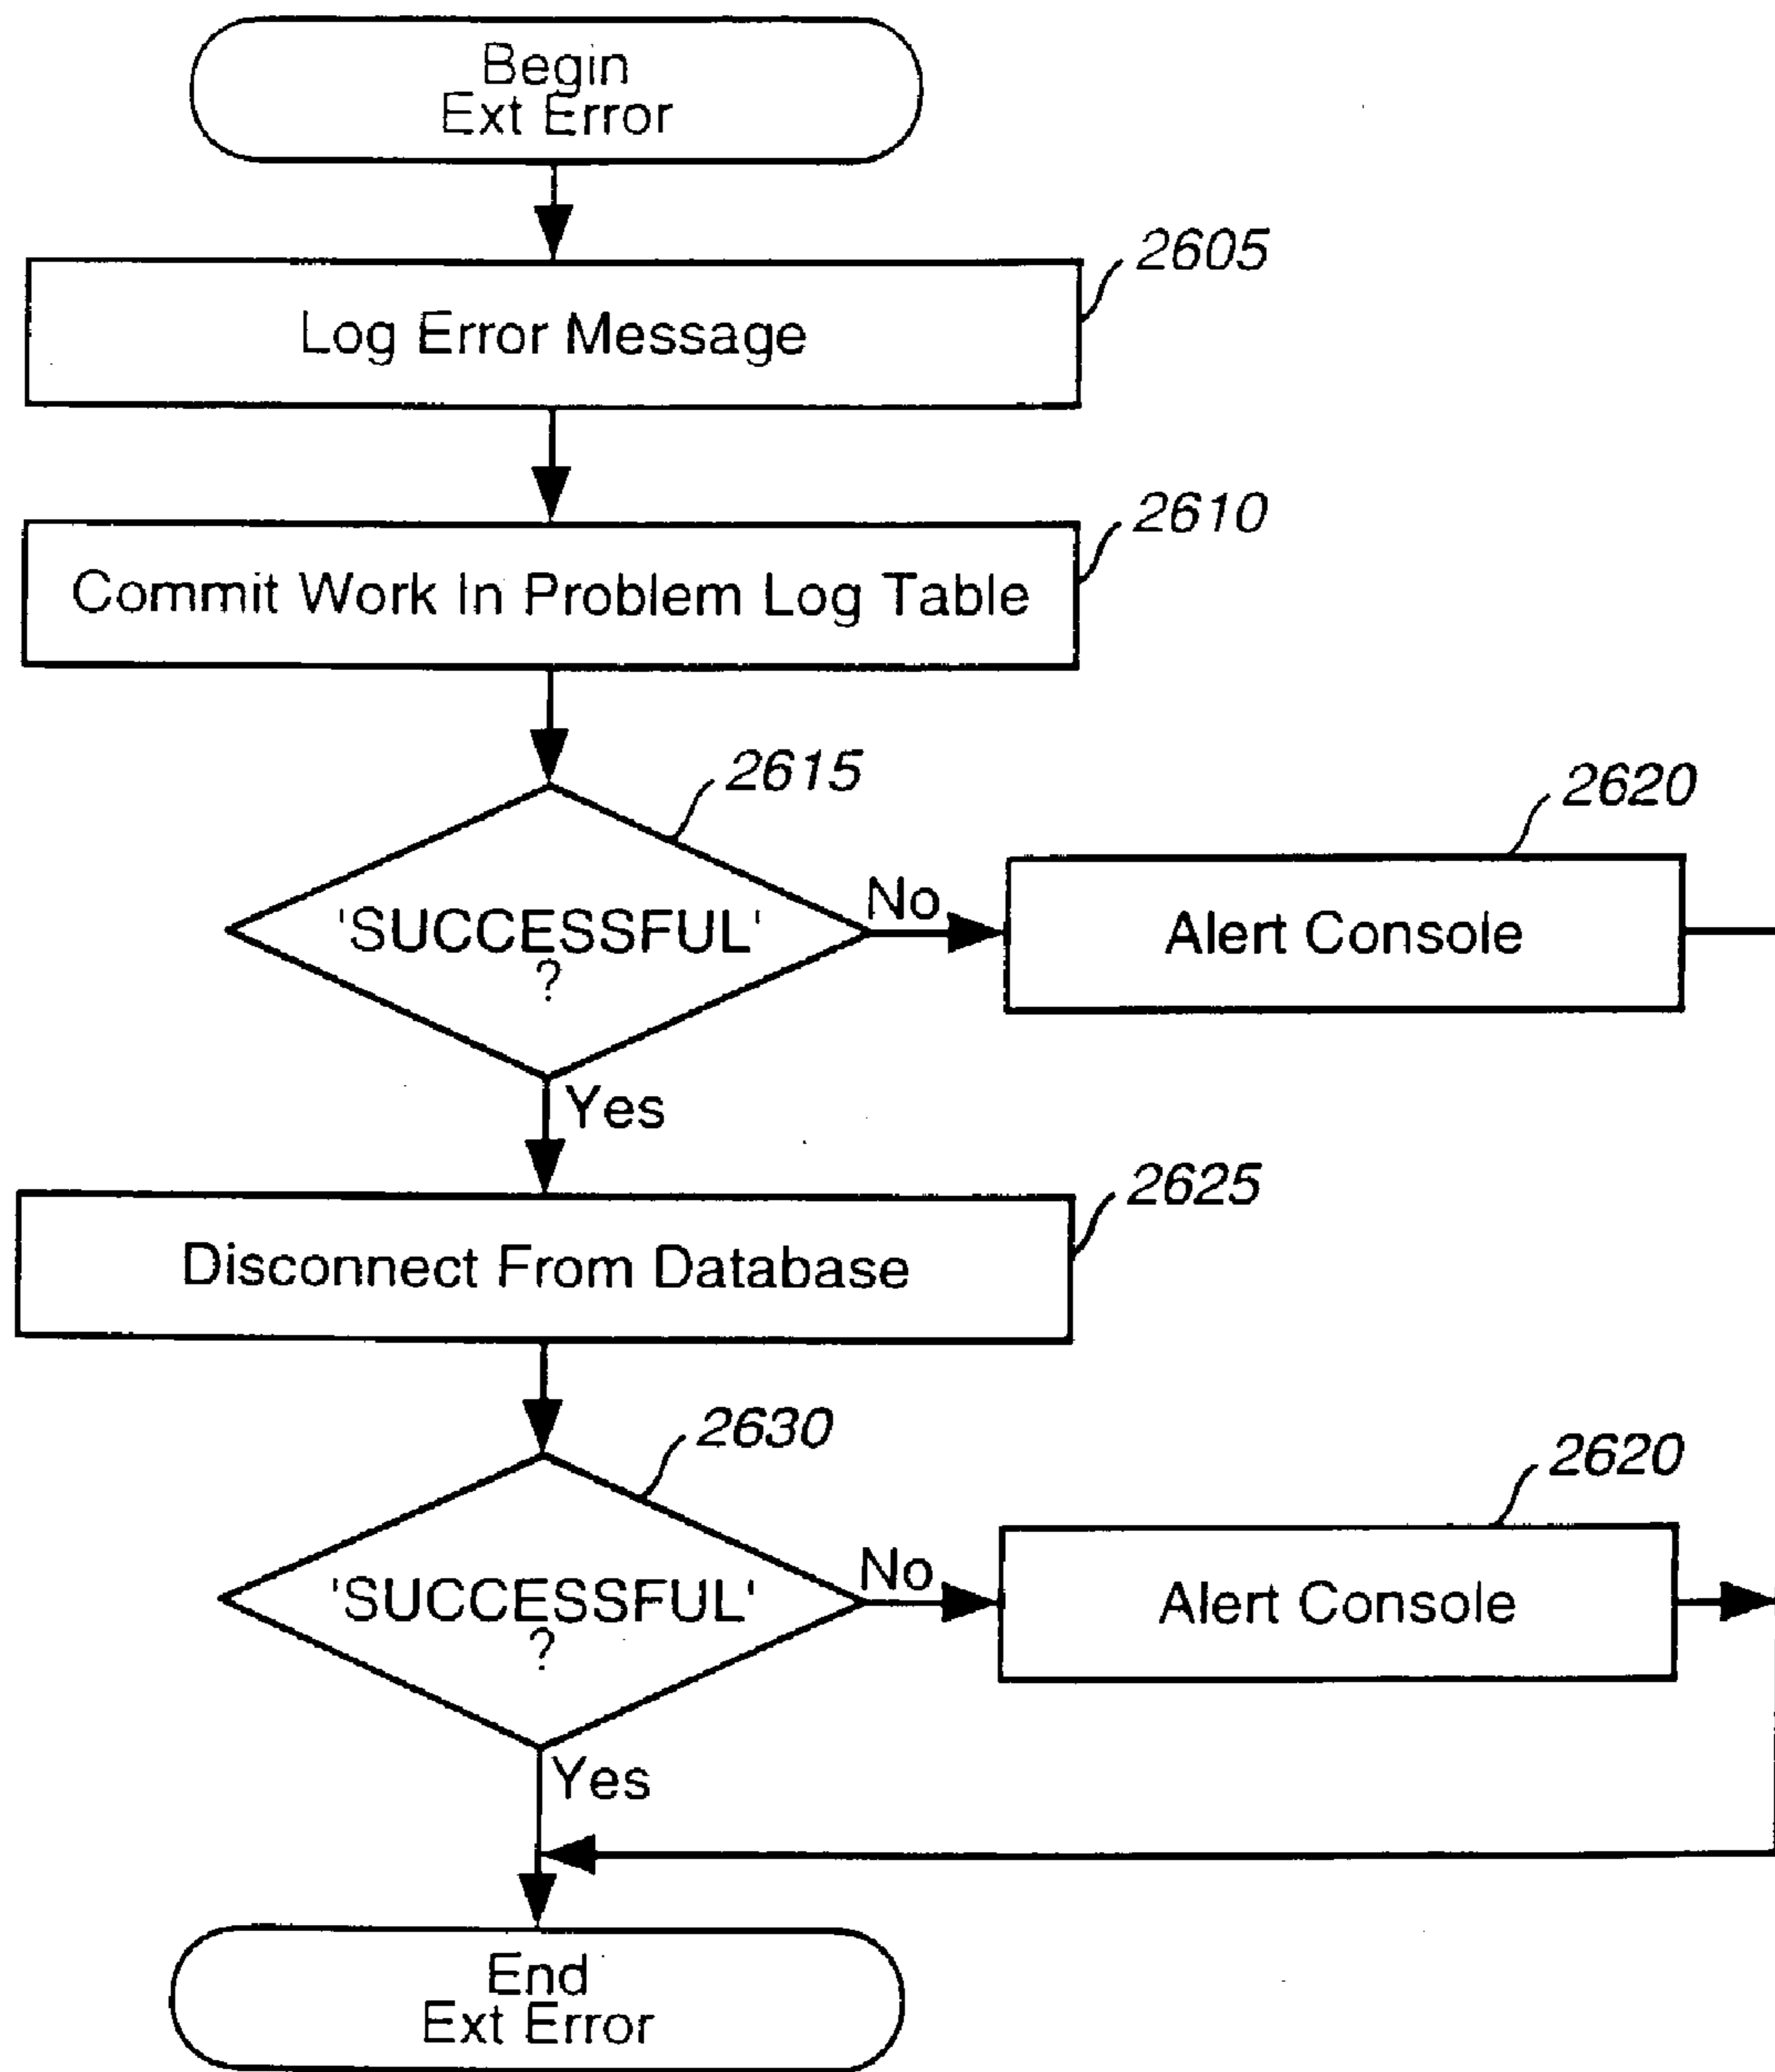 Begin
Ext Error
2605
Log Error Message
2610
Commit Work In Problem Log Table
2615
2620
'SUCCESSFUL'
?
No
Alert Console
Yes
2625
Disconnect From Database
2630
2620
'SUCCESSFUL'
?
No
Alert Console
Yes
End
Ext Error